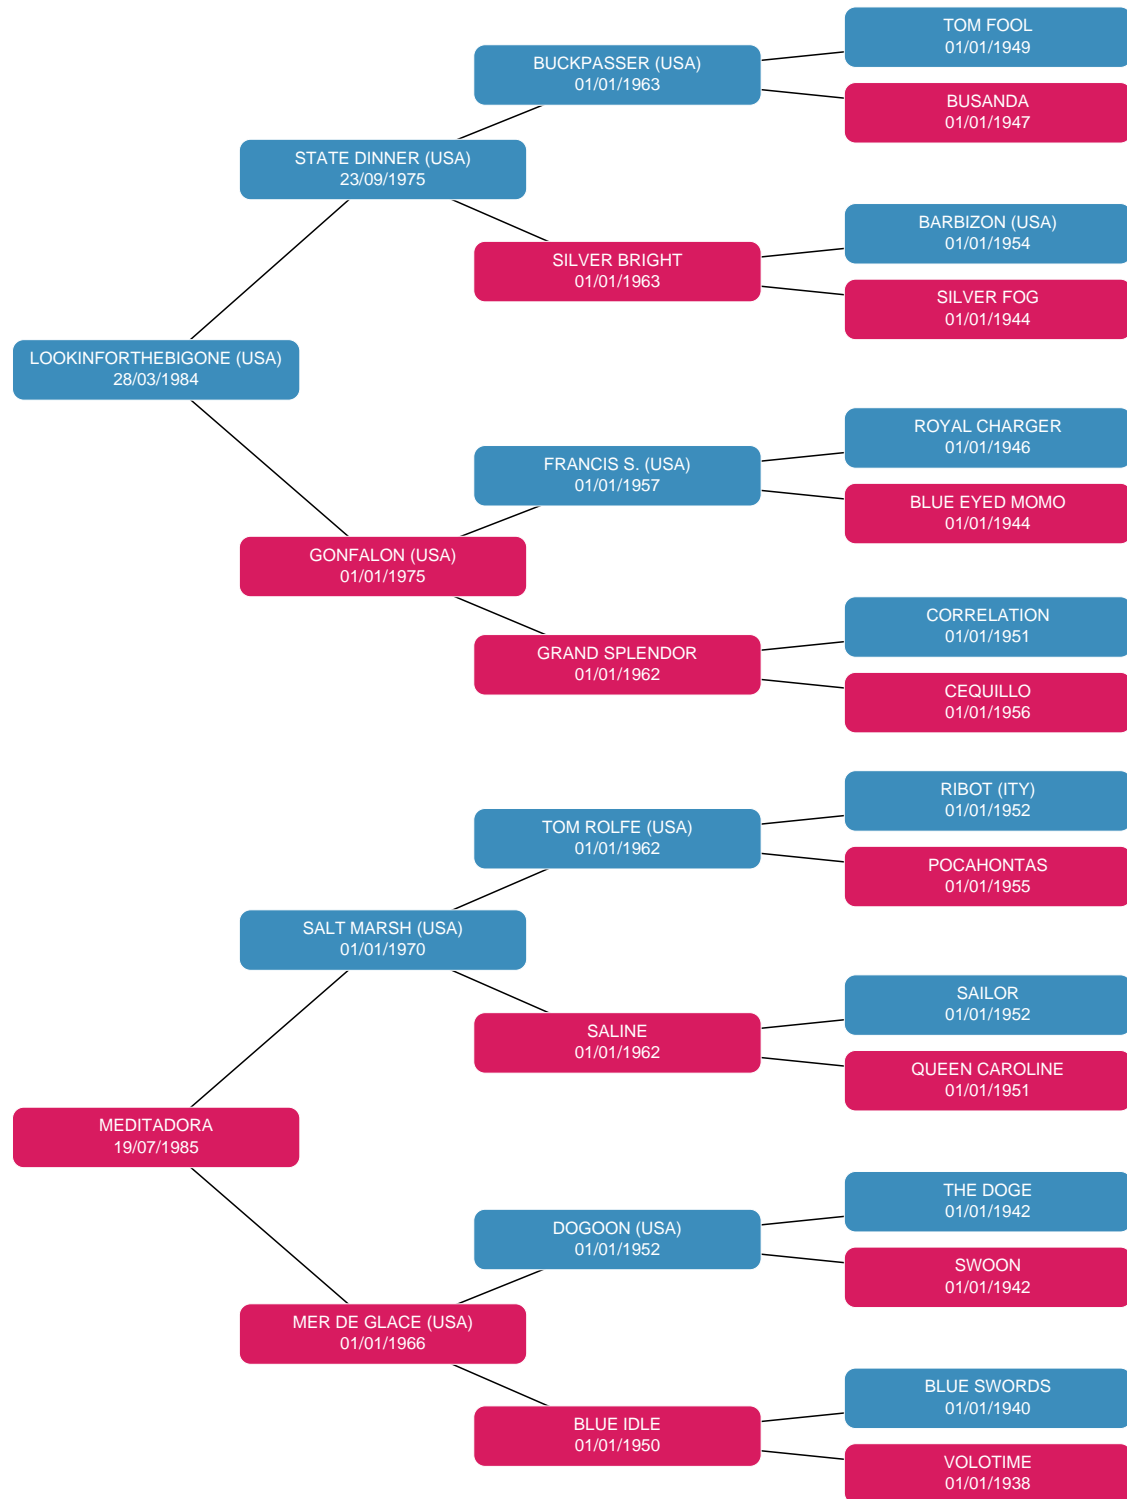 TOM FOOL
01/01/1949
BUCKPASSER (USA)
01/01/1963
BUSANDA
01/01/1947
STATE DINNER (USA)
23/09/1975
BARBIZON (USA)
01/01/1954
SILVER BRIGHT
01/01/1963
SILVER FOG
01/01/1944
LOOKINFORTHEBIGONE (USA)
28/03/1984
ROYAL CHARGER
01/01/1946
FRANCIS S. (USA)
01/01/1957
BLUE EYED MOMO
01/01/1944
GONFALON (USA)
01/01/1975
CORRELATION
01/01/1951
GRAND SPLENDOR
01/01/1962
CEQUILLO
01/01/1956
RIBOT (ITY)
01/01/1952
TOM ROLFE (USA)
01/01/1962
POCAHONTAS
01/01/1955
SALT MARSH (USA)
01/01/1970
SAILOR
01/01/1952
SALINE
01/01/1962
QUEEN CAROLINE
01/01/1951
MEDITADORA
19/07/1985
THE DOGE
01/01/1942
DOGOON (USA)
01/01/1952
SWOON
01/01/1942
MER DE GLACE (USA)
01/01/1966
BLUE SWORDS
01/01/1940
BLUE IDLE
01/01/1950
VOLOTIME
01/01/1938